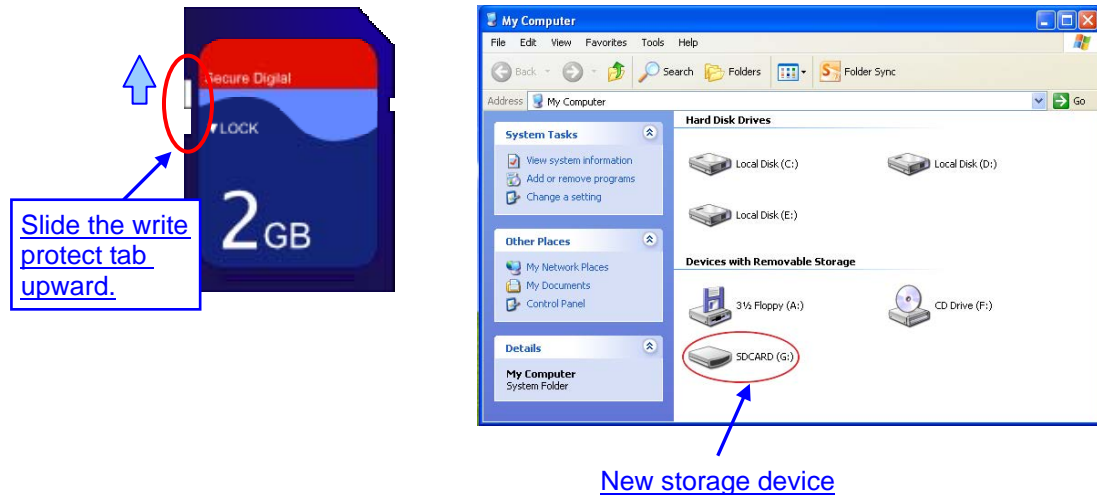 Secure Digital
▼LOCK
2GB
Slide the write
protect tab
upward.
My Computer
File Edit View Favorites Tools Help
Back Search Folders Folder Sync
Address My Computer Go
System Tasks
View system information
Add or remove programs
Change a setting
Other Places
My Network Places
My Documents
Control Panel
Details
My Computer
System Folder
Hard Disk Drives
Local Disk (C:) Local Disk (D:)
Local Disk (E:)
Devices with Removable Storage
3½ Floppy (A:) CD Drive (F:)
SDCARD (G:)
New storage device